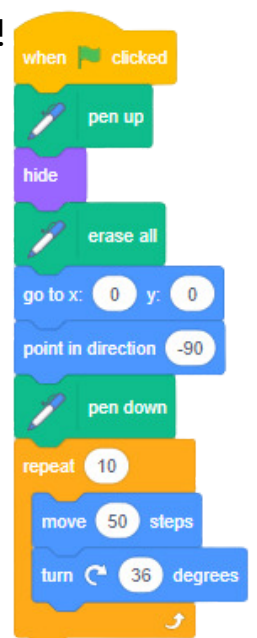 !
when clicked
pen up
hide
erase all
go to x: 0 y: 0
point in direction -90
pen down
repeat 10
move 50 steps
turn 36 degrees